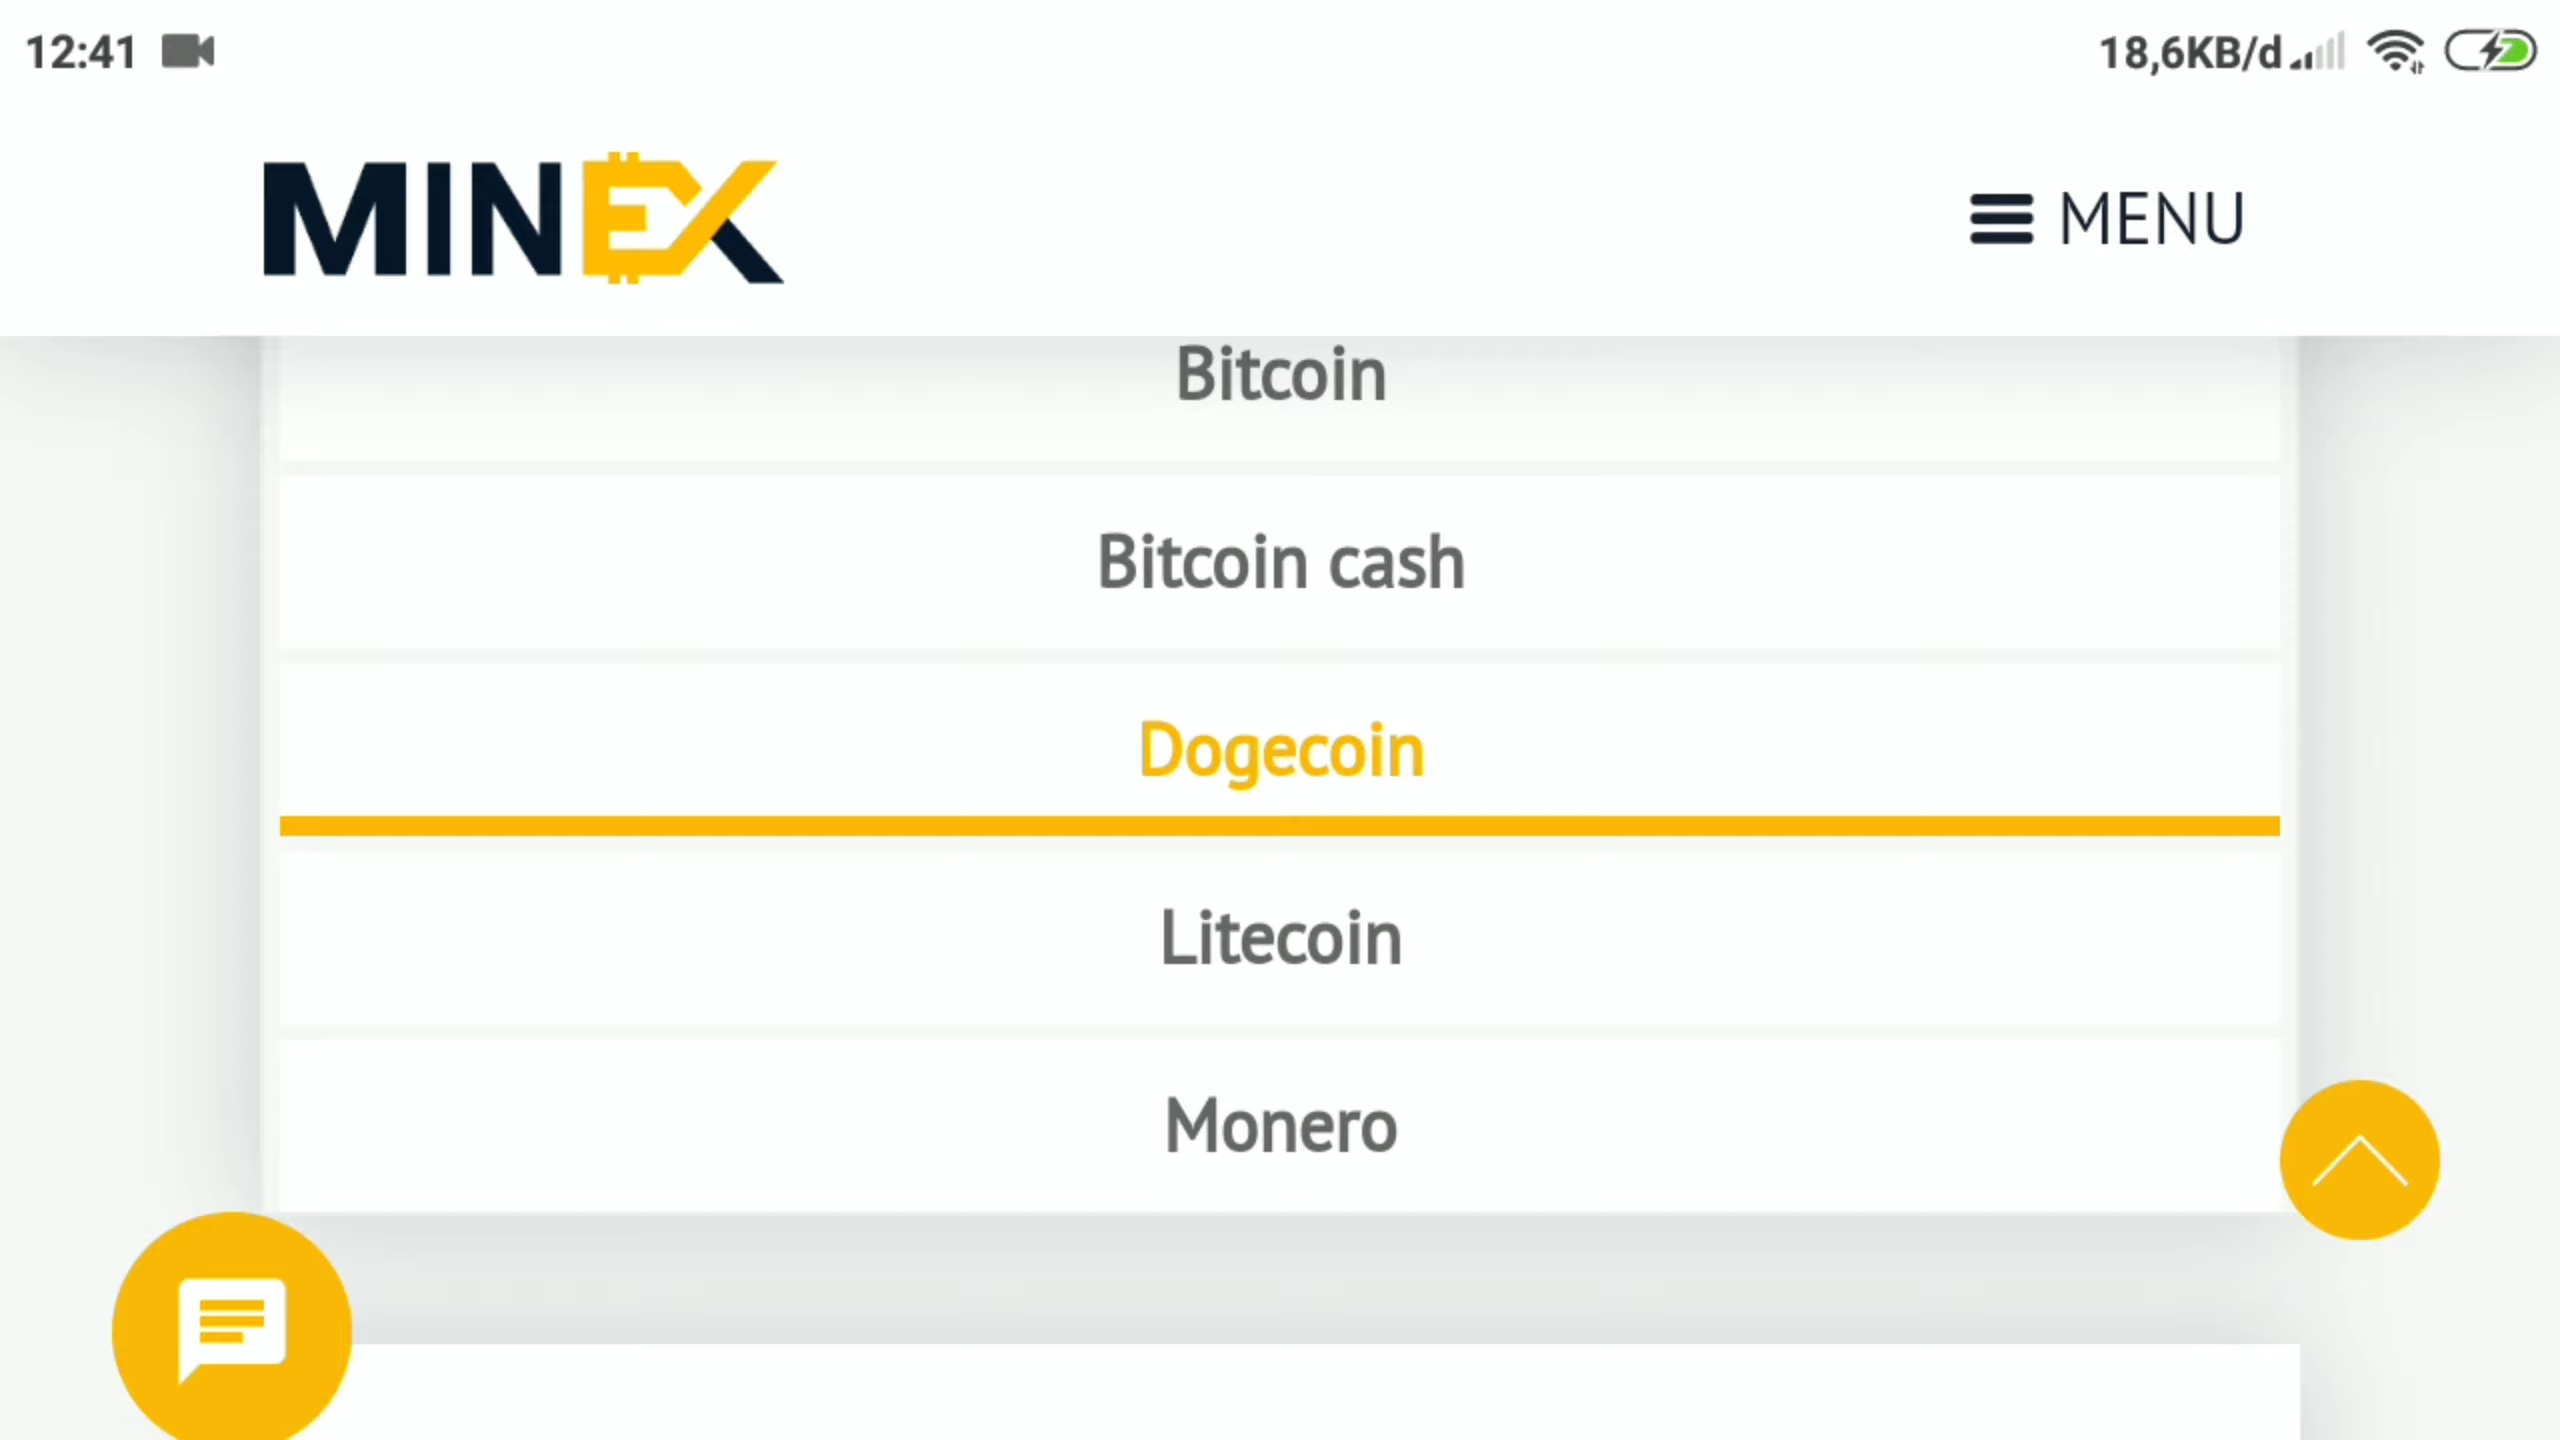 12:41
18,6KB/d
MINEX
MENU
Bitcoin
Bitcoin cash
Dogecoin
Litecoin
Monero